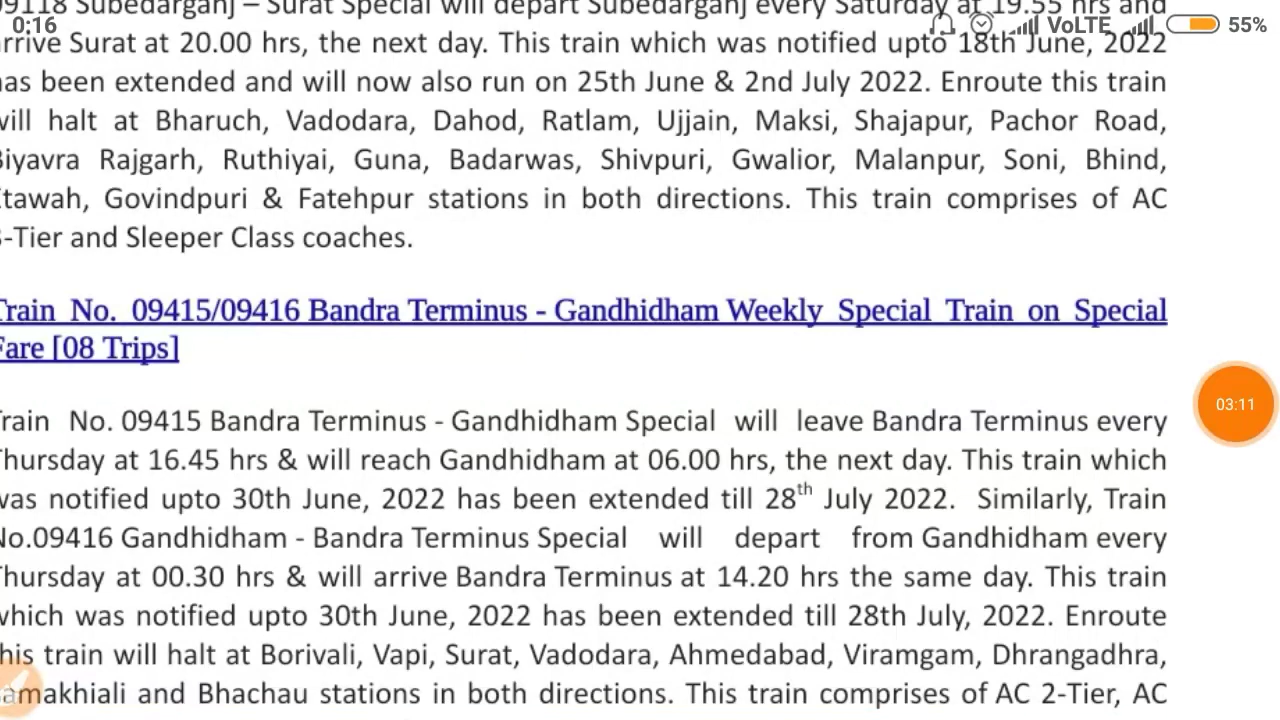 09118 Subedarganj – Surat Special will depart Subedarganj every Saturday at 19.55 hrs and
0:16 VoLTE 55%
arrive Surat at 20.00 hrs, the next day. This train which was notified upto 18th June, 2022
has been extended and will now also run on 25th June & 2nd July 2022. Enroute this train
will halt at Bharuch, Vadodara, Dahod, Ratlam, Ujjain, Maksi, Shajapur, Pachor Road,
Biyavra Rajgarh, Ruthiyai, Guna, Badarwas, Shivpuri, Gwalior, Malanpur, Soni, Bhind,
Etawah, Govindpuri & Fatehpur stations in both directions. This train comprises of AC
3-Tier and Sleeper Class coaches.
Train No. 09415/09416 Bandra Terminus - Gandhidham Weekly Special Train on Special
Fare [08 Trips]
03:11
Train No. 09415 Bandra Terminus - Gandhidham Special will leave Bandra Terminus every
Thursday at 16.45 hrs & will reach Gandhidham at 06.00 hrs, the next day. This train which
was notified upto 30th June, 2022 has been extended till 28th July 2022. Similarly, Train
No.09416 Gandhidham - Bandra Terminus Special will depart from Gandhidham every
Thursday at 00.30 hrs & will arrive Bandra Terminus at 14.20 hrs the same day. This train
which was notified upto 30th June, 2022 has been extended till 28th July, 2022. Enroute
this train will halt at Borivali, Vapi, Surat, Vadodara, Ahmedabad, Viramgam, Dhrangadhra,
Samakhiali and Bhachau stations in both directions. This train comprises of AC 2-Tier, AC